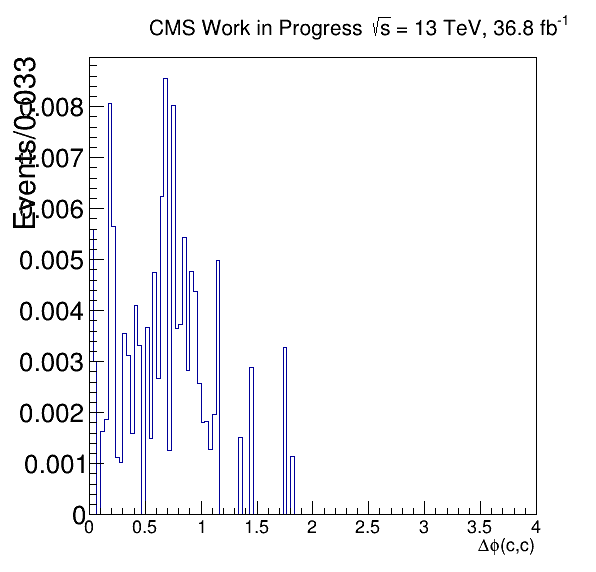 CMS Work in Progress √s = 13 TeV, 36.8 fb⁻¹
Events/0.033
0.008
0.007
0.006
0.005
0.004
0.003
0.002
0.001
0
0 0.5 1 1.5 2 2.5 3 3.5 4
Δϕ(c,c)